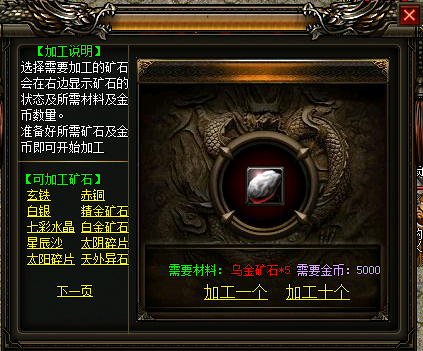 【加工说明】
选择需要加工的矿石
会在右边显示矿石的
状态及所需材料及金
币数量。
准备好所需矿石及金
币即可开始加工
【可加工矿石】
玄铁 赤铜
白银 精金矿石
七彩水晶 白金矿石
星辰沙 太阴碎片
太阳碎片 天外异石
下一页
需要材料: 乌金矿石*5 需要金币: 5000
加工一个 加工十个